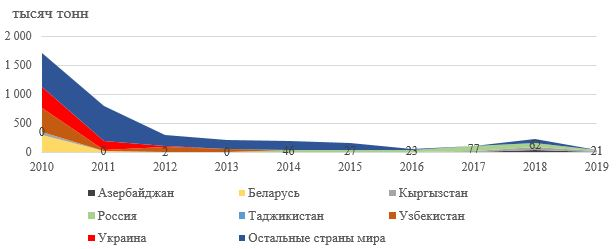 тысяч тонн
2 000
1 500
1 000
500
0
0 0 2 0 40 27 23 77 62 21
2010 2011 2012 2013 2014 2015 2016 2017 2018 2019
Азербайджан Беларусь Кыргызстан
Россия Таджикистан Узбекистан
Украина Остальные страны мира